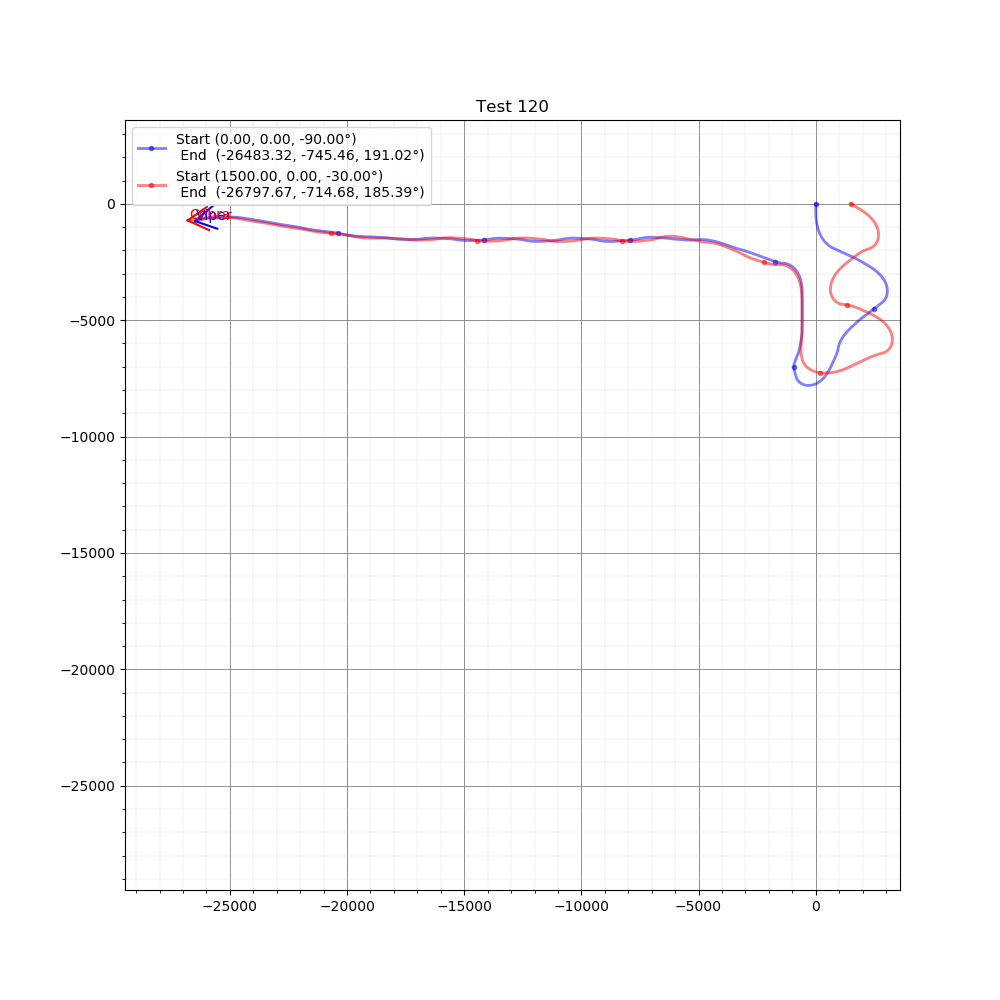 Test 120
Start (0.00, 0.00, -90.00°)
End (-26483.32, -745.46, 191.02°)
Start (1500.00, 0.00, -30.00°)
End (-26797.67, -714.68, 185.39°)
0
−5000
−10000
−15000
−20000
−25000
−25000
−20000
−15000
−10000
−5000
0